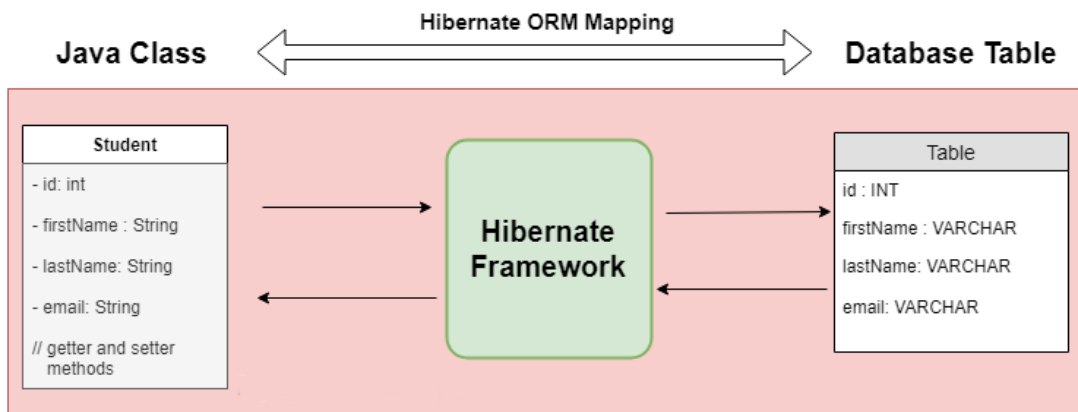 Hibernate ORM Mapping
Java Class
Database Table
Student
- id: int
- firstName : String
- lastName: String
- email: String
// getter and setter
methods
Hibernate
Framework
Table
id : INT
firstName : VARCHAR
lastName: VARCHAR
email: VARCHAR